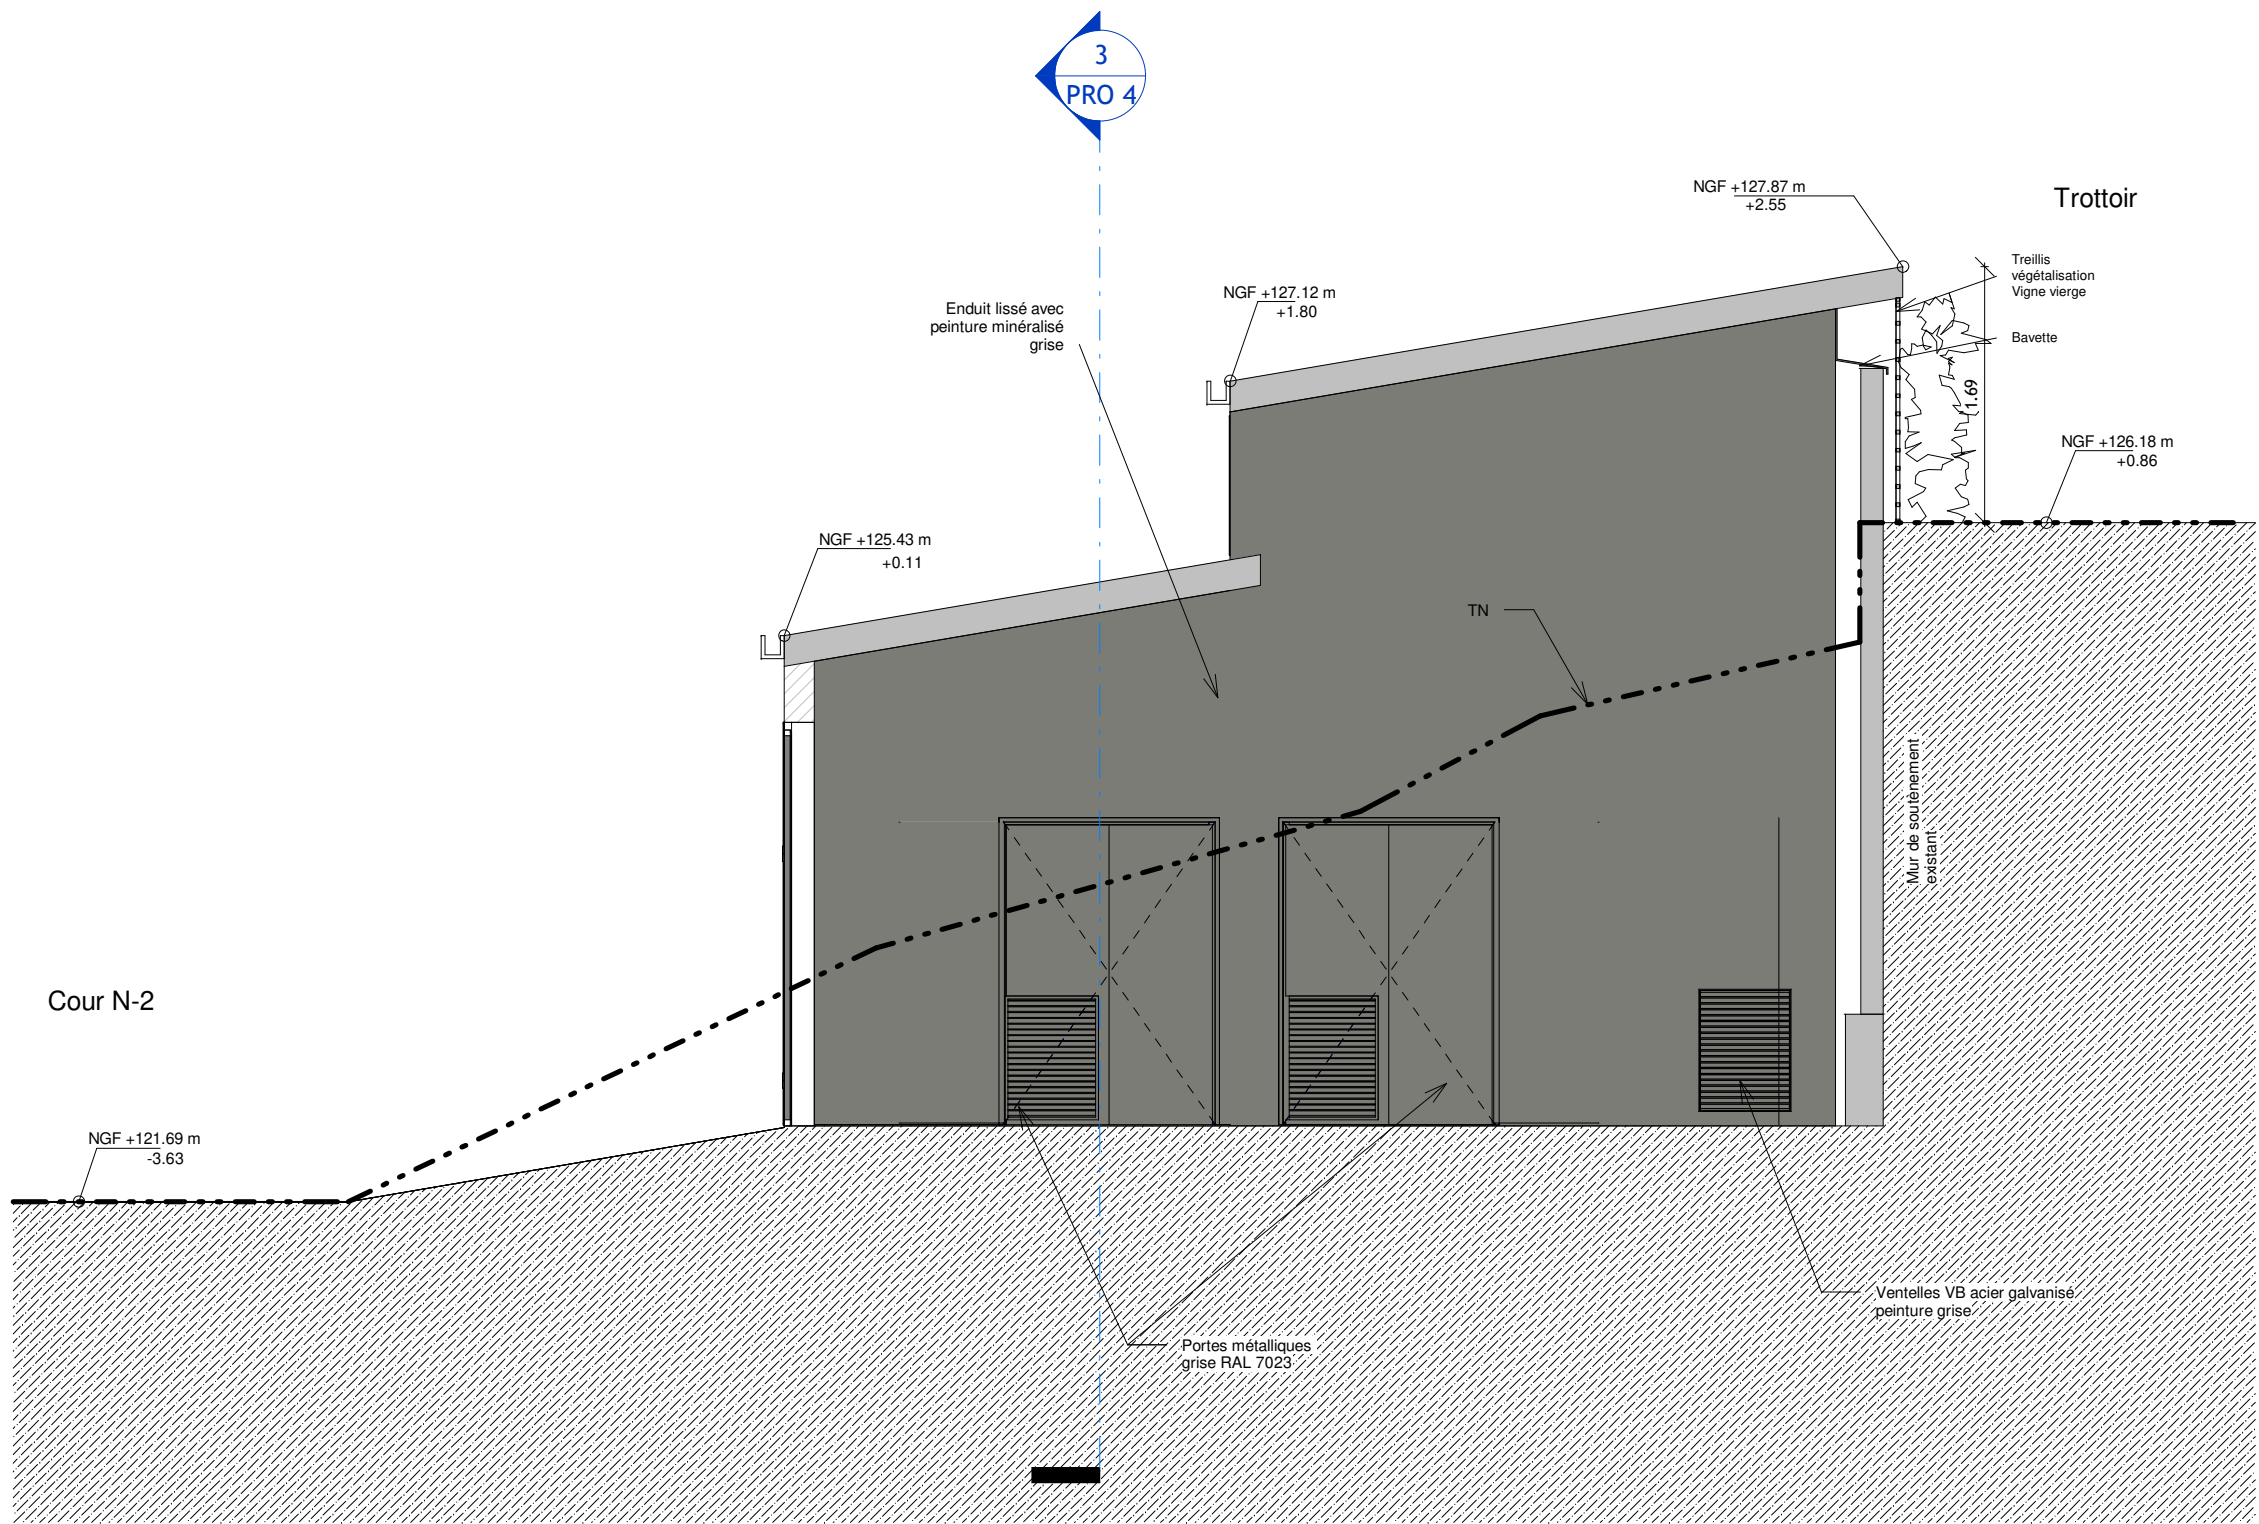 3
PRO 4
NGF +127.87 m
+2.55
Trottoir
Treillis
végétalisation
Vigne vierge
NGF +127.12 m
+1.80
Enduit lissé avec
peinture minéralisé
grise
Bavette
1.69
NGF +126.18 m
+0.86
NGF +125.43 m
+0.11
TN
Mur de soutènement
existant
Cour N-2
NGF +121.69 m
-3.63
Ventelles VB acier galvanisé
peinture grise
Portes métalliques
grise RAL 7023